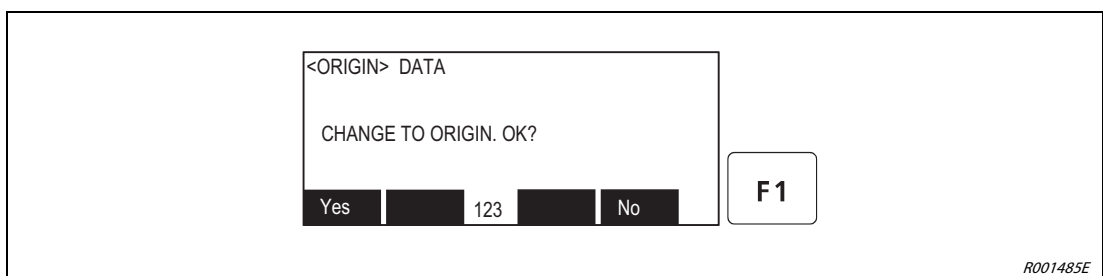 <ORIGIN> DATA
CHANGE TO ORIGIN. OK?
Yes 123 No
F1
R001485E